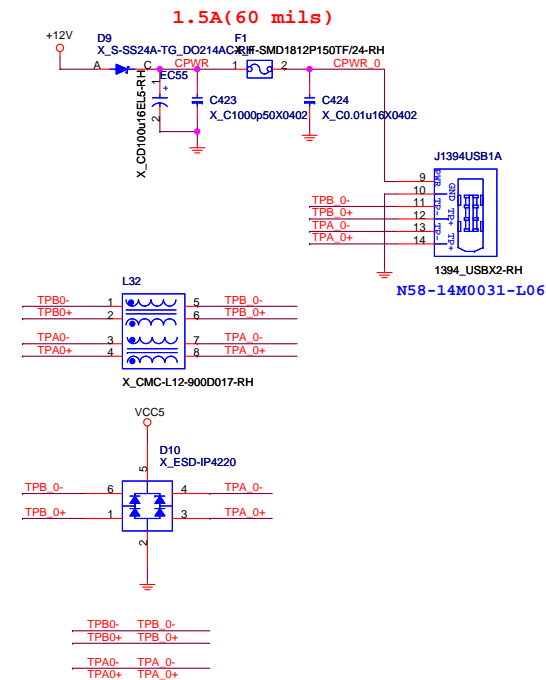 1.5A(60 mils)
+12V
D9
X_S-SS24A-TG_DO214AC-RH
F1
X_F-SMD1812P150TF/24-RH
A
C
CPWR
1
2
CPWR_0
1
EC55
+
2
X_CD100u16EL5-RH
C423
X_C1000p50X0402
C424
X_C0.01u16X0402
J1394USB1A
9
PWR
10
GND
TPB_0-
11
TP-
TPB_0+
12
TP+
TPA_0-
13
TP-
TPA_0+
14
TP+
1394_USBX2-RH
N58-14M0031-L06
L32
TPB0-
1
5
TPB_0-
TPB0+
2
6
TPB_0+
TPA0-
3
7
TPA_0-
TPA0+
4
8
TPA_0+
X_CMC-L12-900D017-RH
VCC5
D10
X_ESD-IP4220
5
TPB_0-
6
4
TPA_0-
TPB_0+
1
3
TPA_0+
2
TPB0- TPB_0-
TPB0+ TPB_0+
TPA0- TPA_0-
TPA0+ TPA_0+